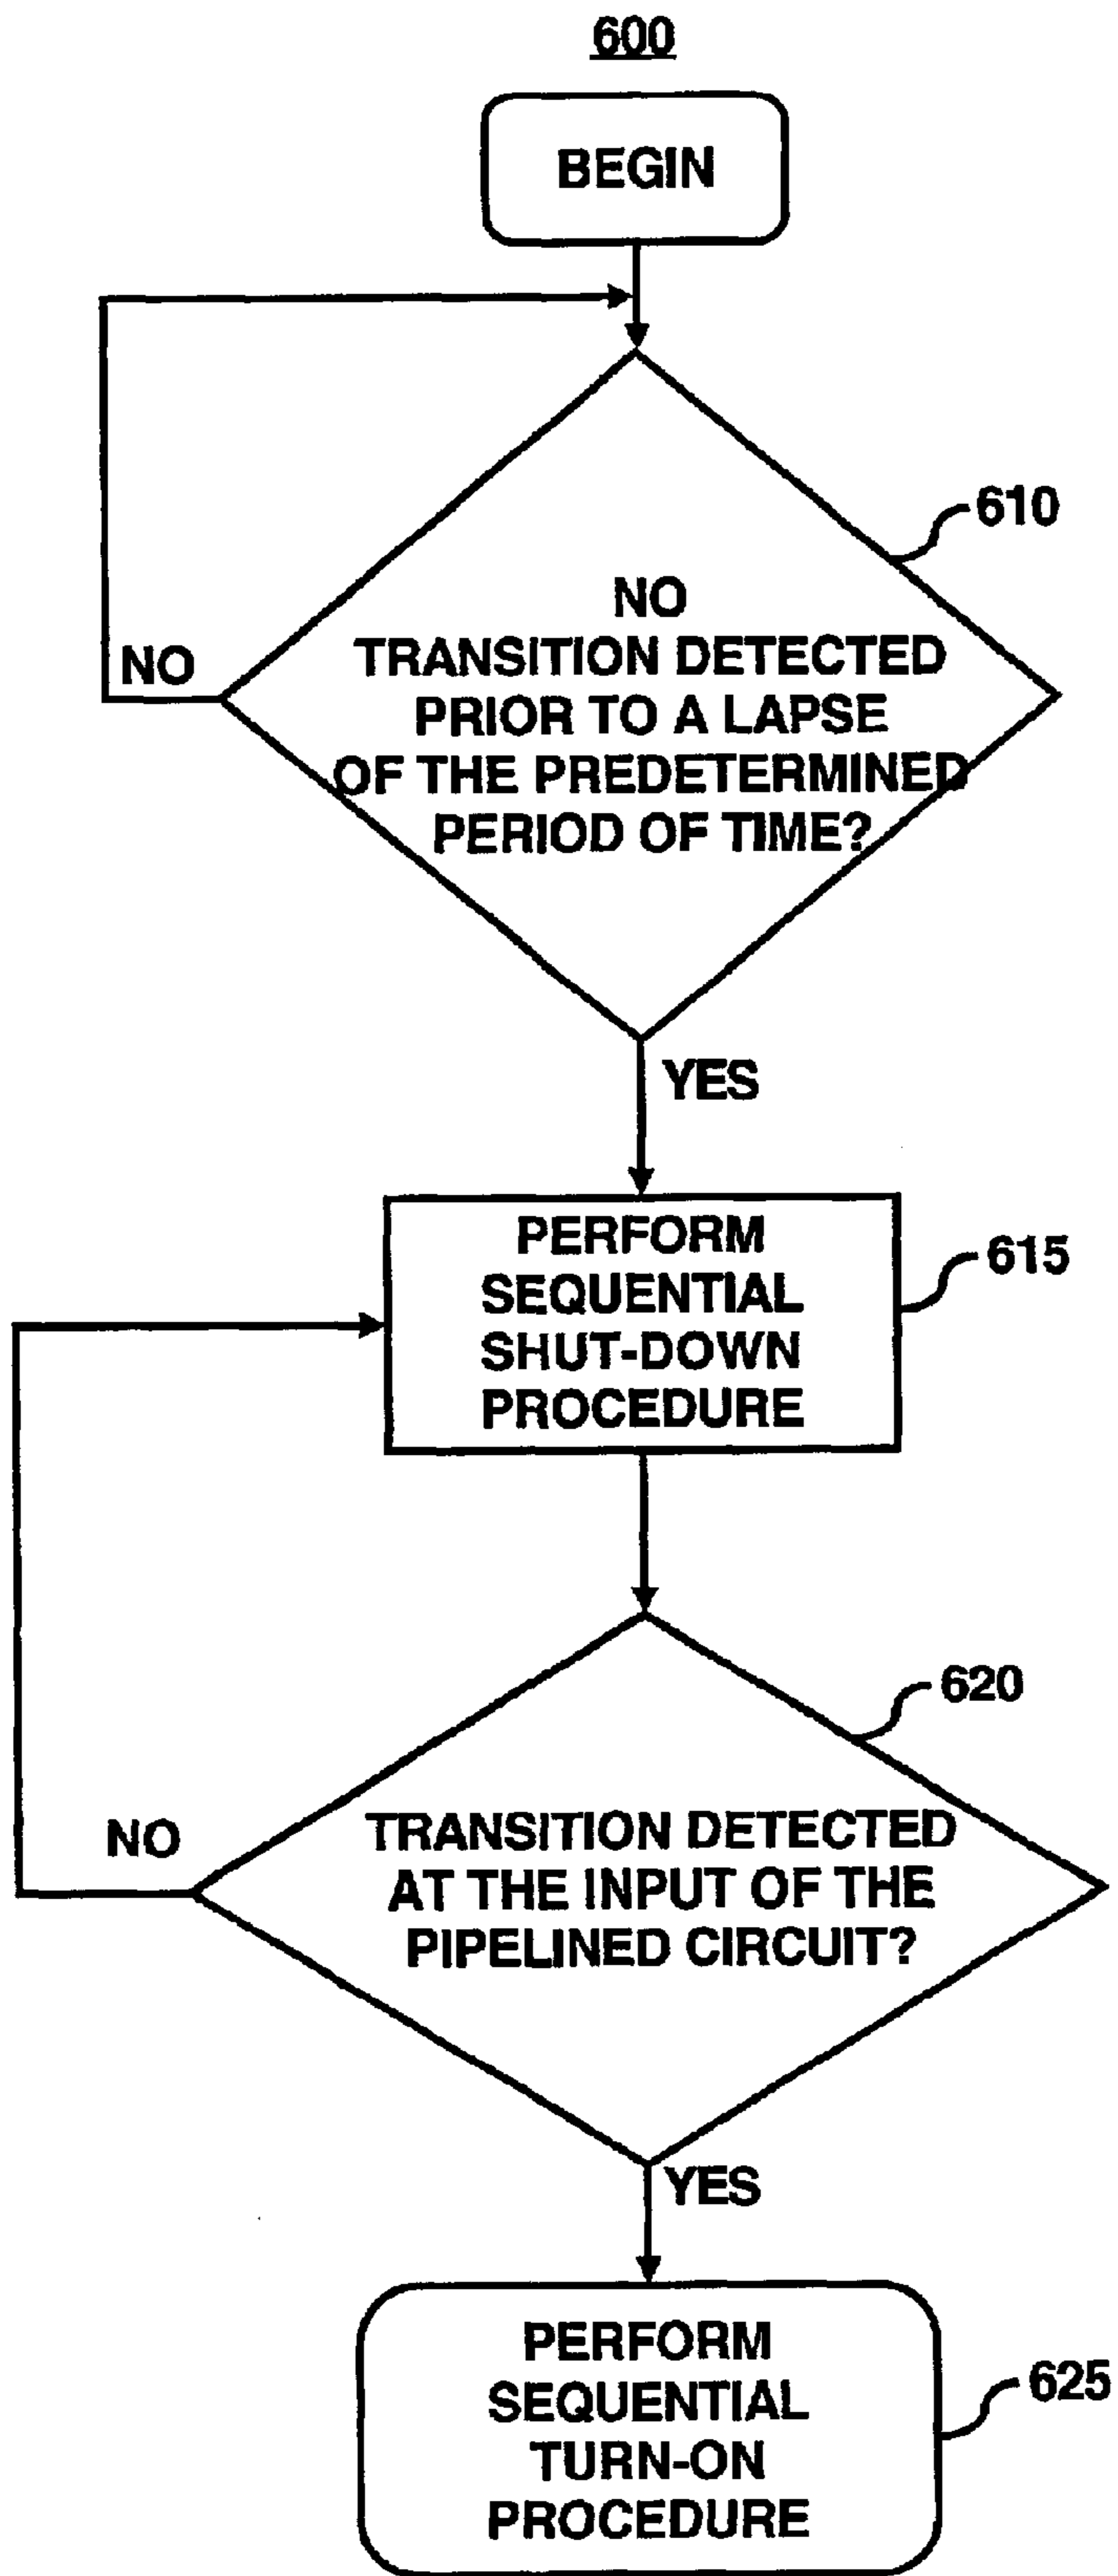 600
BEGIN
610
NO
TRANSITION DETECTED
PRIOR TO A LAPSE
OF THE PREDETERMINED
PERIOD OF TIME?
NO
YES
PERFORM
SEQUENTIAL
SHUT-DOWN
PROCEDURE
615
620
TRANSITION DETECTED
AT THE INPUT OF THE
PIPELINED CIRCUIT?
NO
YES
PERFORM
SEQUENTIAL
TURN-ON
PROCEDURE
625